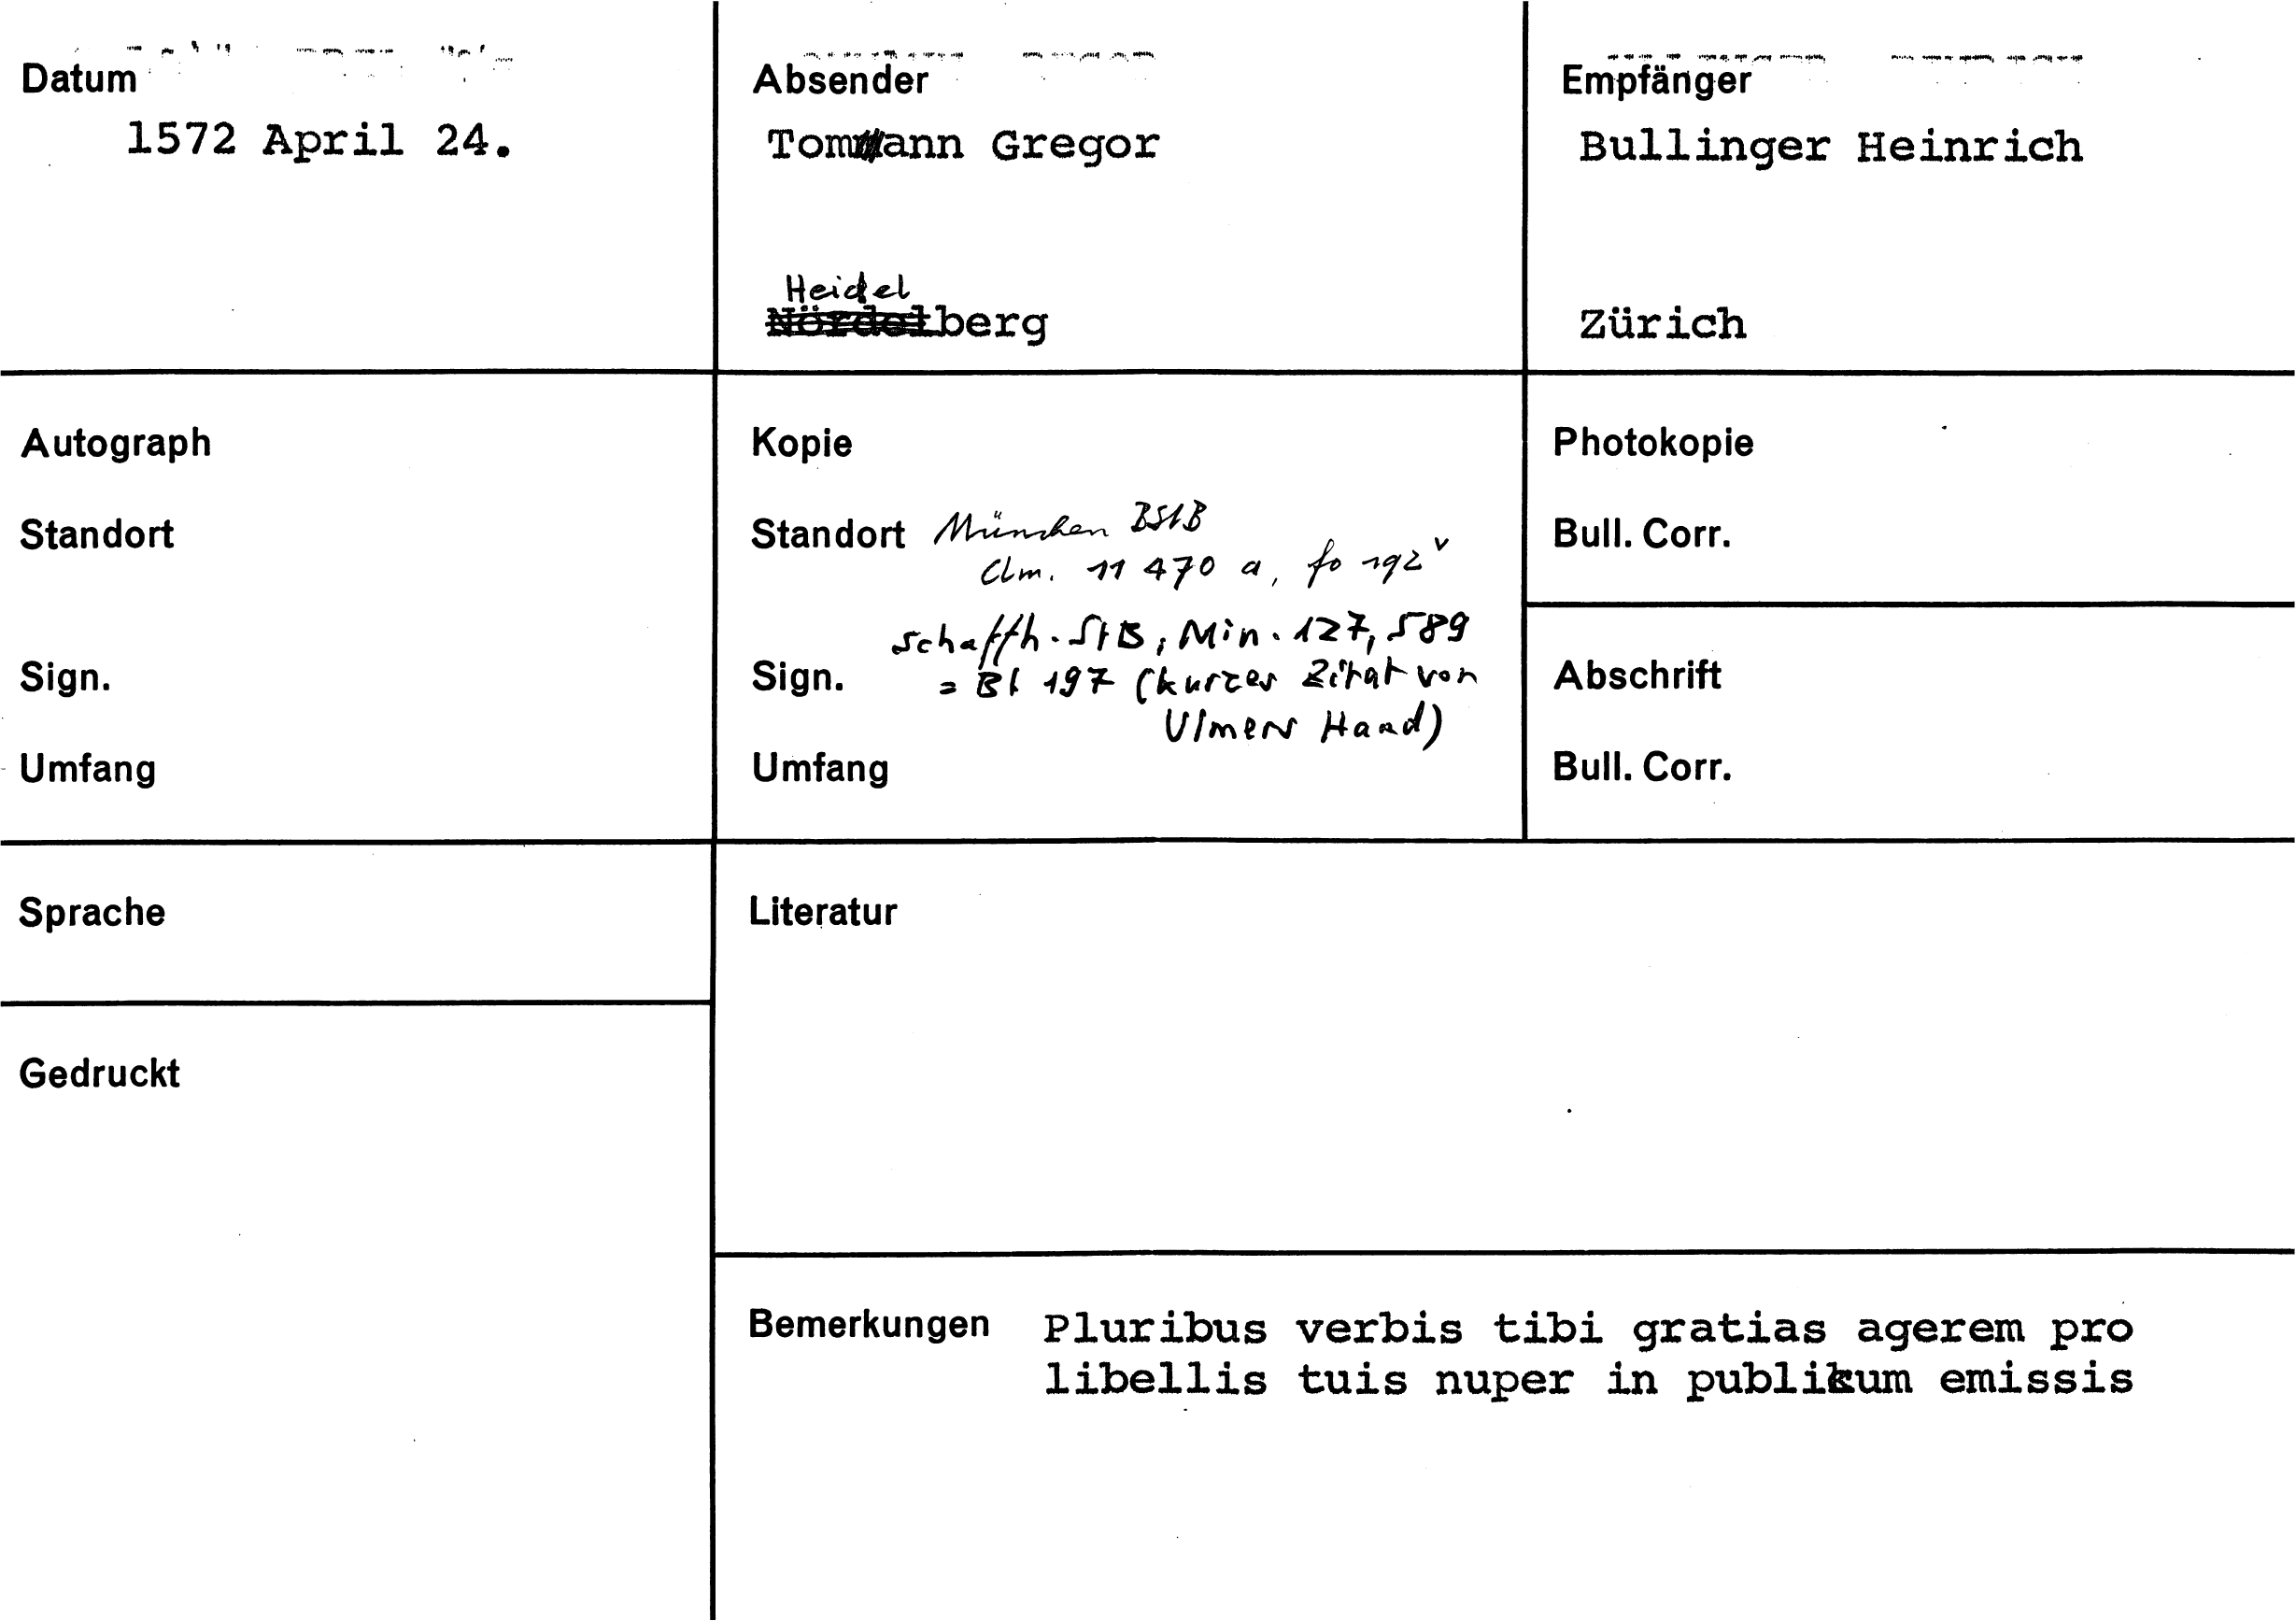 Datum
1572 April 24.
Absender
Tommann Gregor
Heidel
Nördelberg
Empfänger
Bullinger Heinrich
Zürich
Autograph
Standort
Sign.
Umfang
Kopie
Standort München BStB
Clm. 11 470 a, fo 192v
Schaffh. StB, Min. 127, 589
Sign. = Bl 197 (kurzes Zitat von
Ulmers Hand)
Umfang
Photokopie
Bull. Corr.
Abschrift
Bull. Corr.
Sprache
Literatur
Gedruckt
Bemerkungen Pluribus verbis tibi gratias agerem pro
libellis tuis nuper in publikum emissis